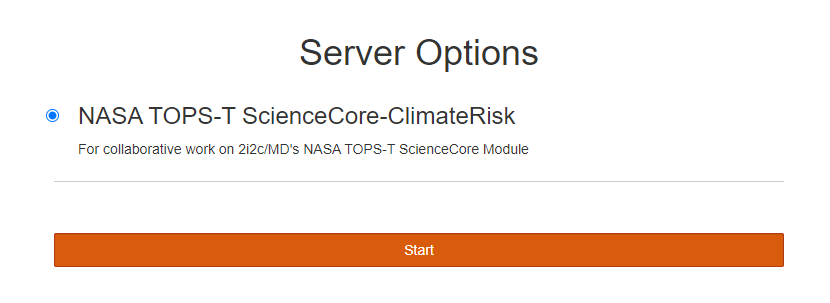 Server Options
NASA TOPS-T ScienceCore-ClimateRisk
For collaborative work on 2i2c/MD's NASA TOPS-T ScienceCore Module
Start